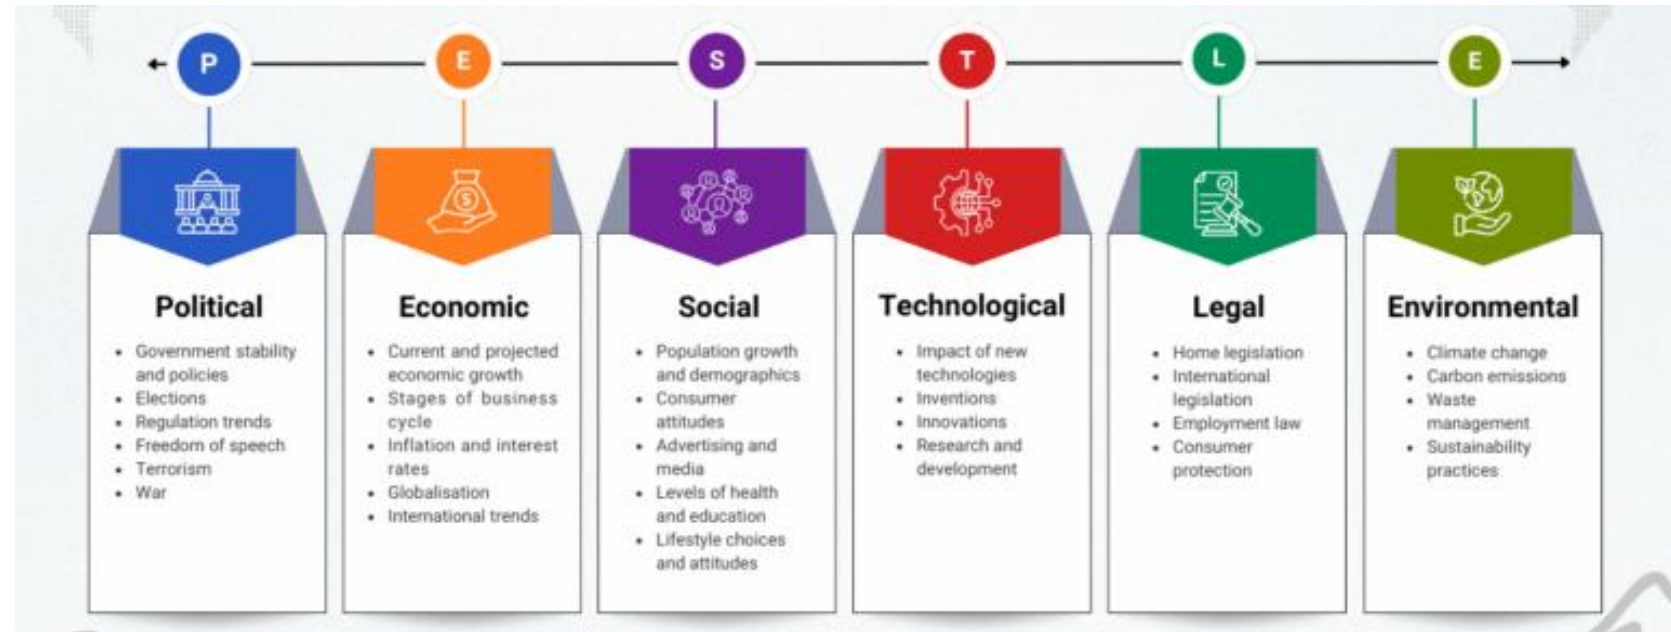 P
E
S
T
L
E
Political
• Government stability
and policies
• Elections
• Regulation trends
• Freedom of speech
• Terrorism
• War
Economic
• Current and projected
economic growth
• Stages of business
cycle
• Inflation and interest
rates
• Globalisation
• International trends
Social
• Population growth
and demographics
• Consumer
attitudes
• Advertising and
media
• Levels of health
and education
• Lifestyle choices
and attitudes
Technological
• Impact of new
technologies
• Inventions
• Innovations
• Research and
development
Legal
• Home legislation
• International
legislation
• Employment law
• Consumer
protection
Environmental
• Climate change
• Carbon emissions
• Waste
management
• Sustainability
practices